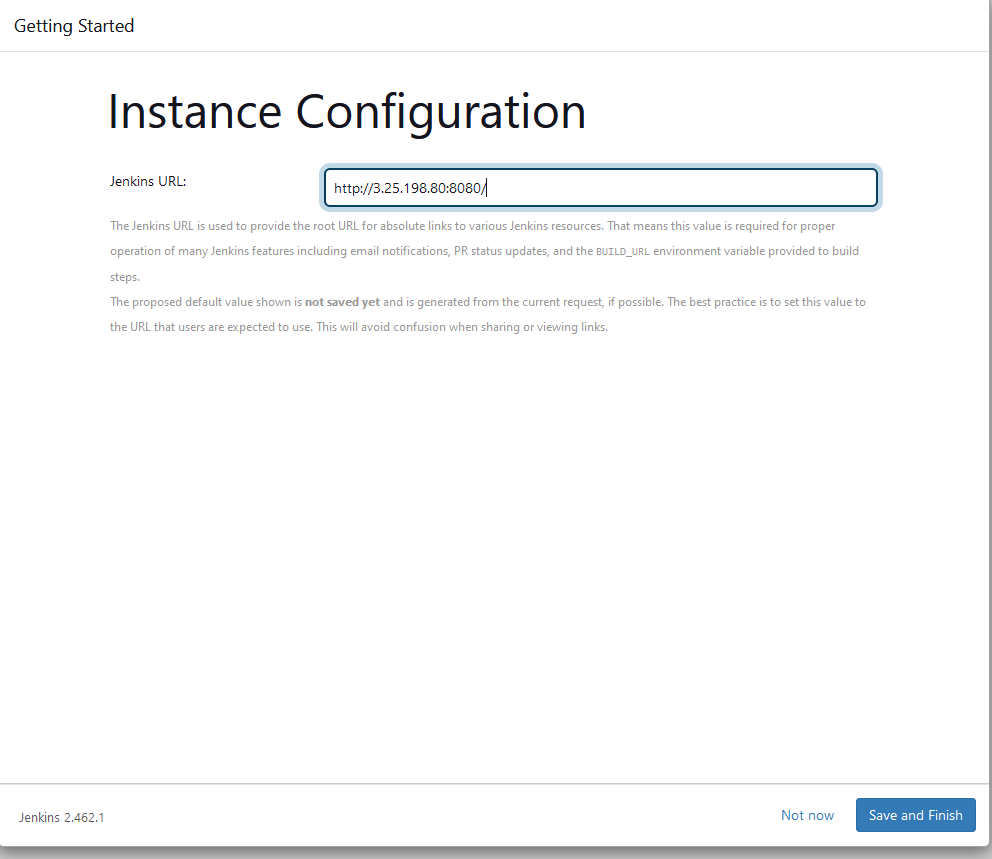 Getting Started
Instance Configuration
Jenkins URL:
http://3.25.198.80:8080/
The Jenkins URL is used to provide the root URL for absolute links to various Jenkins resources. That means this value is required for proper
operation of many Jenkins features including email notifications, PR status updates, and the BUILD_URL environment variable provided to build
steps.
The proposed default value shown is not saved yet and is generated from the current request, if possible. The best practice is to set this value to
the URL that users are expected to use. This will avoid confusion when sharing or viewing links.
Jenkins 2.462.1
Not now
Save and Finish